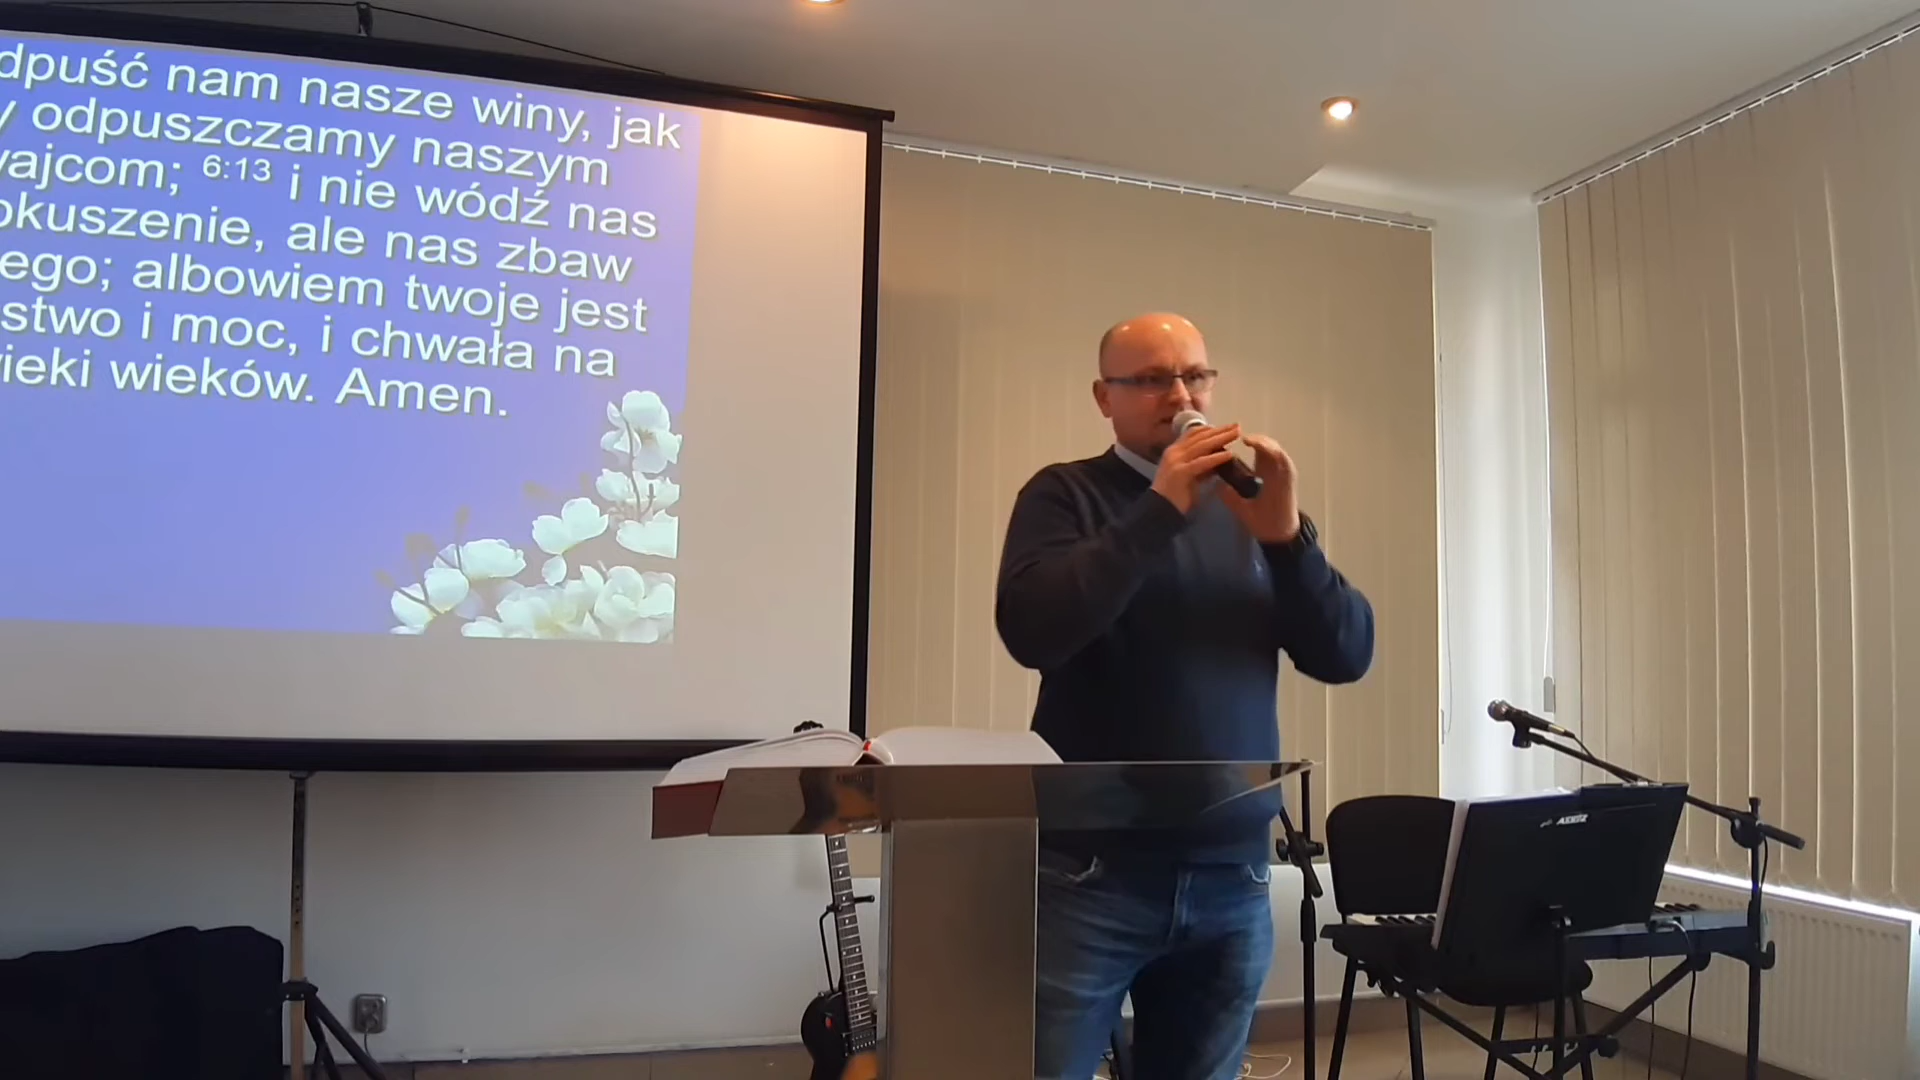 dpuść nam nasze winy, jak
y odpuszczamy naszym
wajcom; 6:13 i nie wódź nas
okuszenie, ale nas zbaw
ego; albowiem twoje jest
stwo i moc, i chwała na
wieki wieków. Amen.